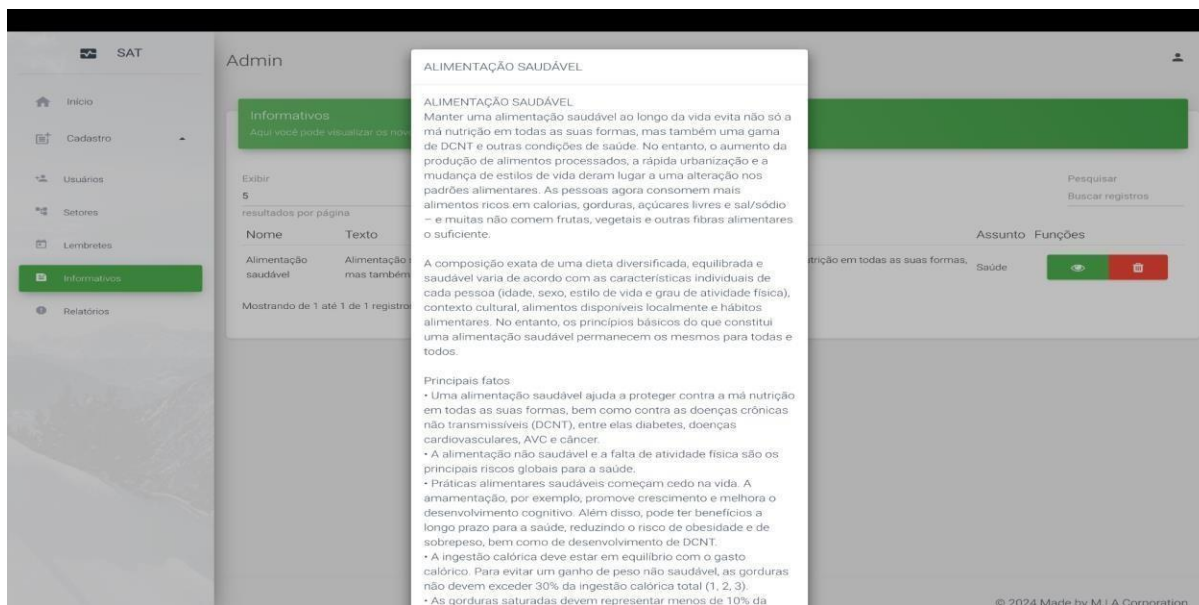 SAT
Início
Cadastro
Usuários
Setores
Lembretes
Informativos
Relatórios
Admin
Informativos
Aqui você pode visualizar os nov
Exibir
5
resultados por página
Pesquisar
Buscar registros
Nome Texto Assunto Funções
Alimentação saudável
Alimentação
mas também
utrição em todas as suas formas,
Saúde
Mostrando de 1 até 1 de 1 registro
ALIMENTAÇÃO SAUDÁVEL
ALIMENTAÇÃO SAUDÁVEL
Manter uma alimentação saudável ao longo da vida evita não só a
má nutrição em todas as suas formas, mas também uma gama
de DCNT e outras condições de saúde. No entanto, o aumento da
produção de alimentos processados, a rápida urbanização e a
mudança de estilos de vida deram lugar a uma alteração nos
padrões alimentares. As pessoas agora consomem mais
alimentos ricos em calorias, gorduras, açúcares livres e sal/sódio
– e muitas não comem frutas, vegetais e outras fibras alimentares
o suficiente.
A composição exata de uma dieta diversificada, equilibrada e
saudável varia de acordo com as características individuais de
cada pessoa (idade, sexo, estilo de vida e grau de atividade física),
contexto cultural, alimentos disponíveis localmente e hábitos
alimentares. No entanto, os princípios básicos do que constitui
uma alimentação saudável permanecem os mesmos para todas e
todos.
Principais fatos
• Uma alimentação saudável ajuda a proteger contra a má nutrição
em todas as suas formas, bem como contra as doenças crônicas
não transmissíveis (DCNT), entre elas diabetes, doenças
cardiovasculares, AVC e câncer.
• A alimentação não saudável e a falta de atividade física são os
principais riscos globais para a saúde.
• Práticas alimentares saudáveis começam cedo na vida. A
amamentação, por exemplo, promove crescimento e melhora o
desenvolvimento cognitivo. Além disso, pode ter benefícios a
longo prazo para a saúde, reduzindo o risco de obesidade e de
sobrepeso, bem como de desenvolvimento de DCNT.
• A ingestão calórica deve estar em equilíbrio com o gasto
calórico. Para evitar um ganho de peso não saudável, as gorduras
não devem exceder 30% da ingestão calórica total (1, 2, 3).
• As gorduras saturadas devem representar menos de 10% da
© 2024 Made by M.I.A Corporation